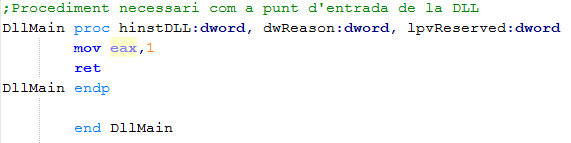 ;Procediment necessari com a punt d'entrada de la DLL
DllMain proc hinstDLL:dword, dwReason:dword, lpvReserved:dword
mov eax,1
ret
DllMain endp
end DllMain